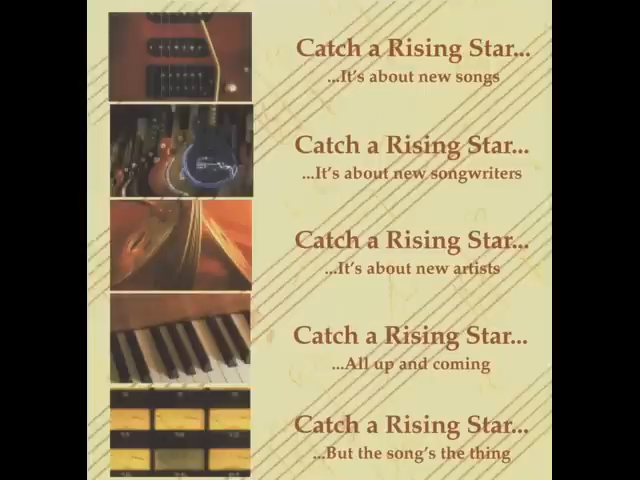 Catch a Rising Star...
...It's about new songs
Catch a Rising Star...
...It's about new songwriters
Catch a Rising Star...
...It's about new artists
Catch a Rising Star...
...All up and coming
Catch a Rising Star...
...But the song's the thing